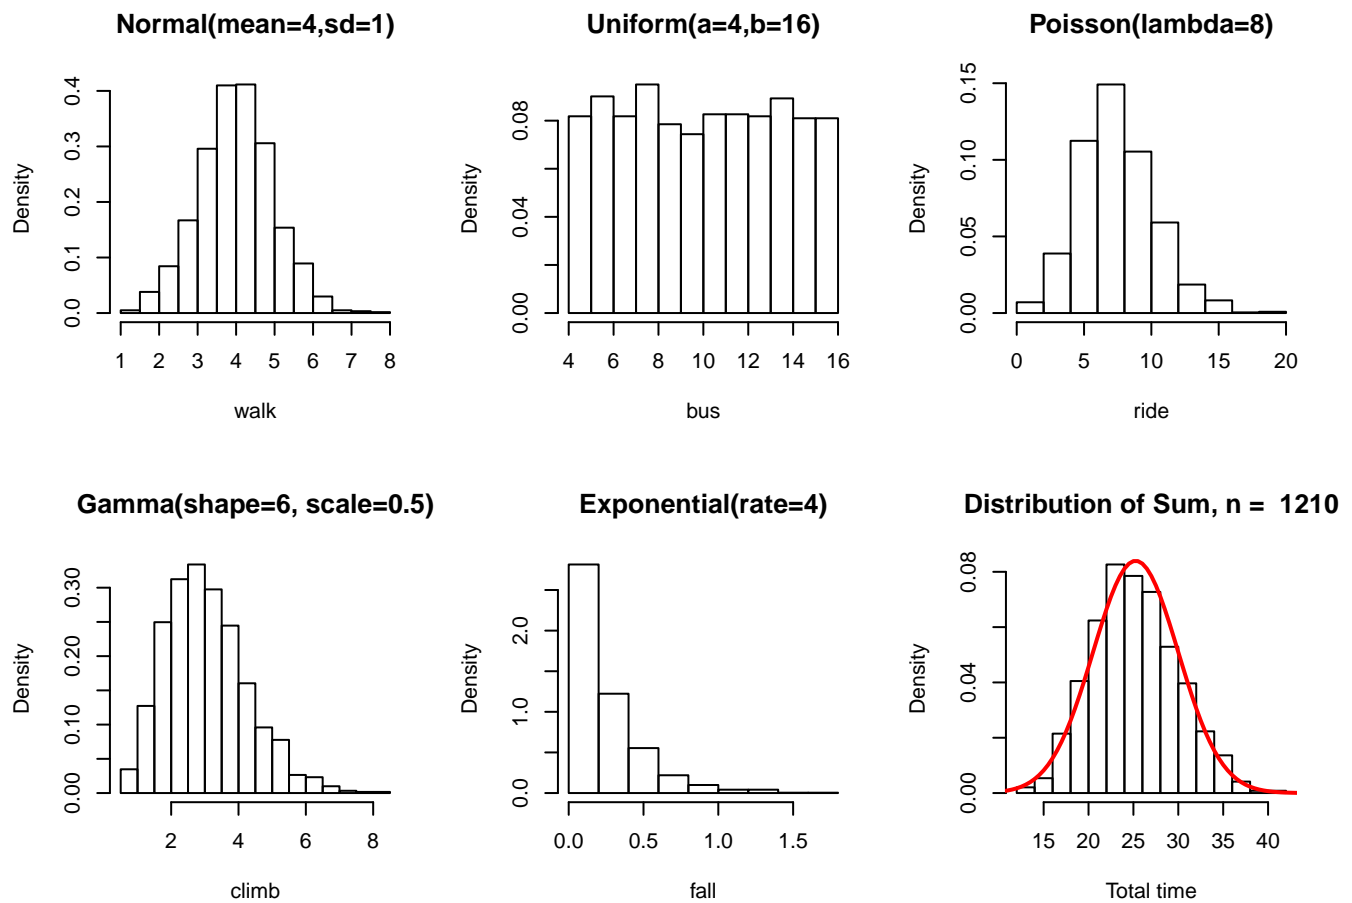 Normal(mean=4,sd=1)
Density
0.0 0.1 0.2 0.3 0.4
1 2 3 4 5 6 7 8
walk
Uniform(a=4,b=16)
Density
0.00 0.04 0.08
4 6 8 10 12 14 16
bus
Poisson(lambda=8)
Density
0.00 0.05 0.10 0.15
0 5 10 15 20
ride
Gamma(shape=6, scale=0.5)
Density
0.00 0.10 0.20 0.30
2 4 6 8
climb
Exponential(rate=4)
Density
0.0 1.0 2.0
0.0 0.5 1.0 1.5
fall
Distribution of Sum, n =  1210
Density
0.00 0.04 0.08
15 20 25 30 35 40
Total time